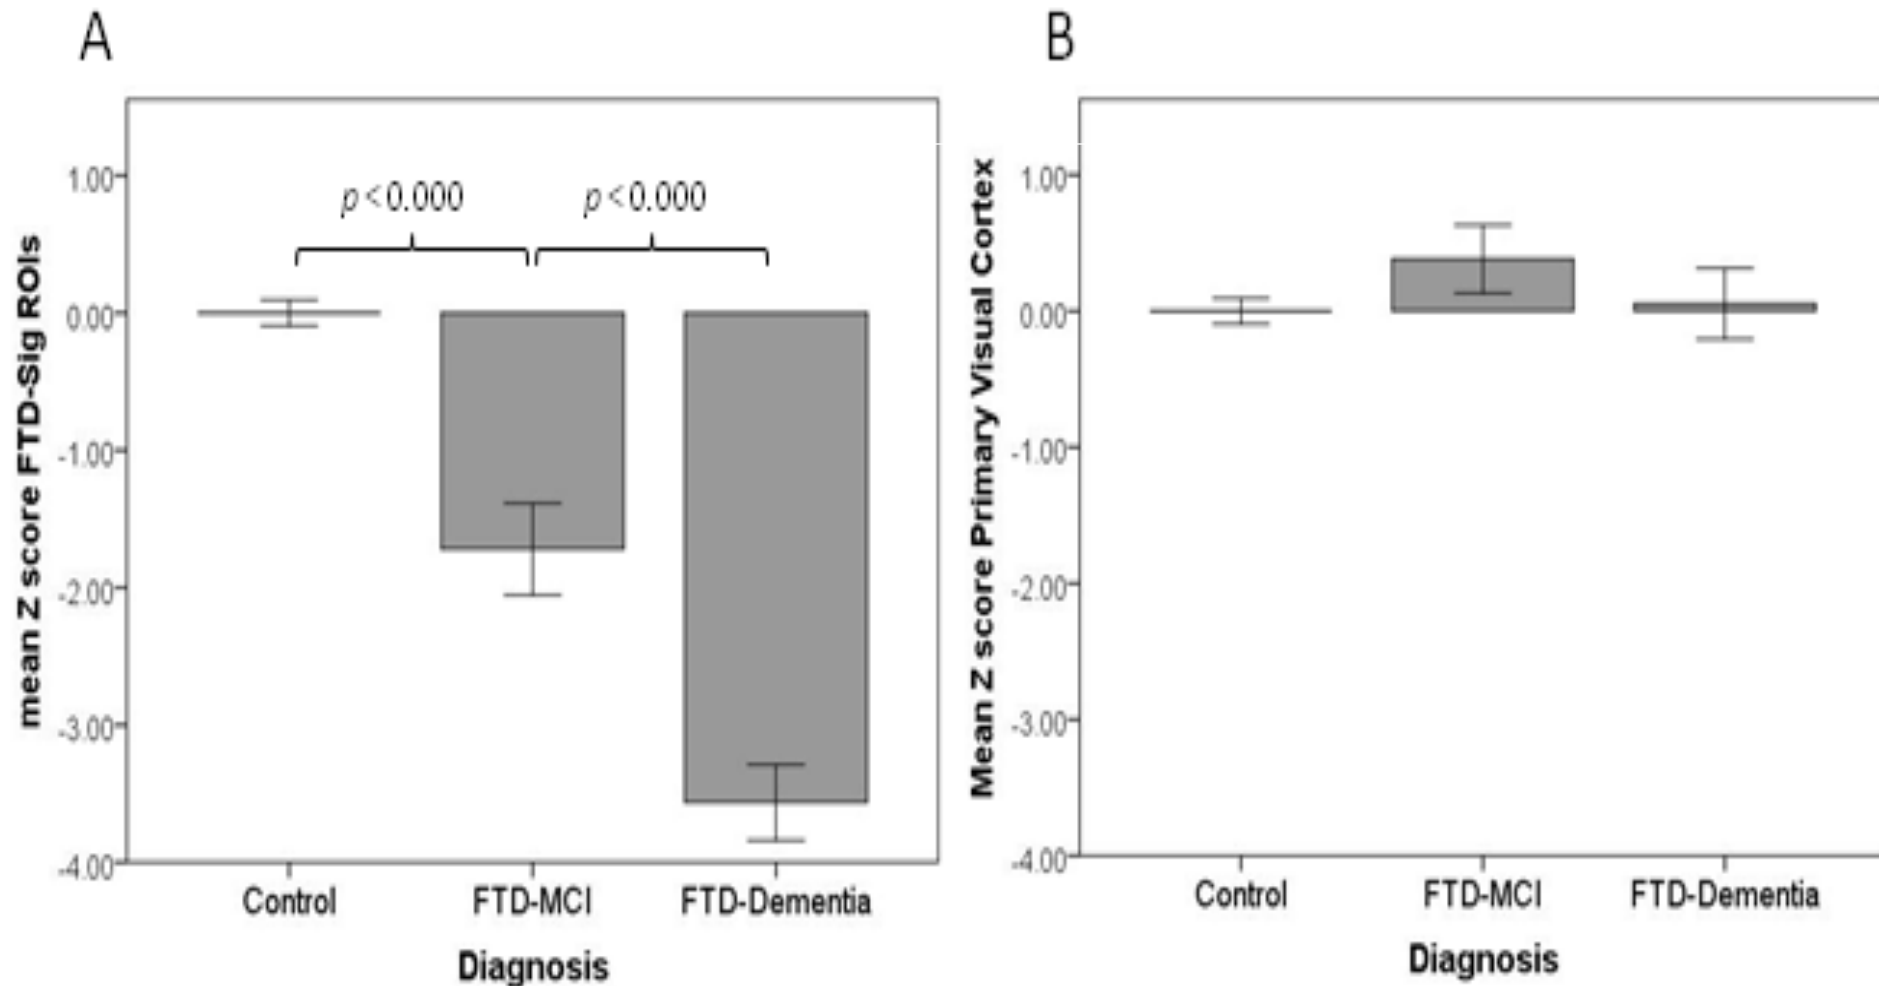 A
mean Z score FTD-Sig ROIs
1.00
0.00
-1.00
-2.00
-3.00
-4.00
p<0.000
p<0.000
Control
FTD-MCI
FTD-Dementia
Diagnosis
B
Mean Z score Primary Visual Cortex
1.00
0.00
-1.00
-2.00
-3.00
-4.00
Control
FTD-MCI
FTD-Dementia
Diagnosis